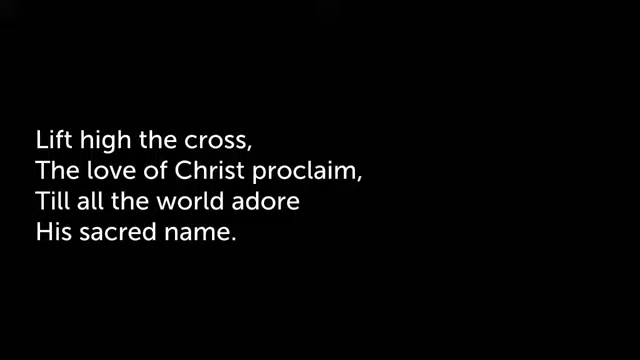 Lift high the cross,
The love of Christ proclaim,
Till all the world adore
His sacred name.